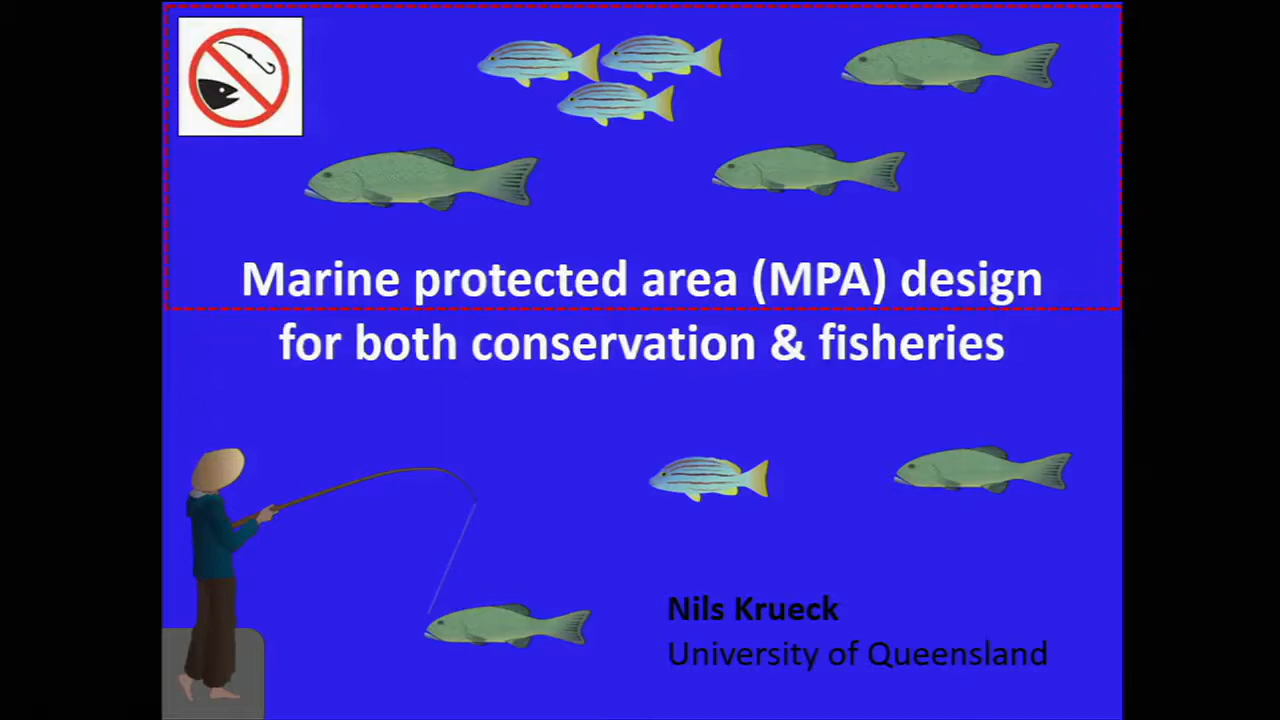 Marine protected area (MPA) design
for both conservation & fisheries
Nils Krueck
University of Queensland